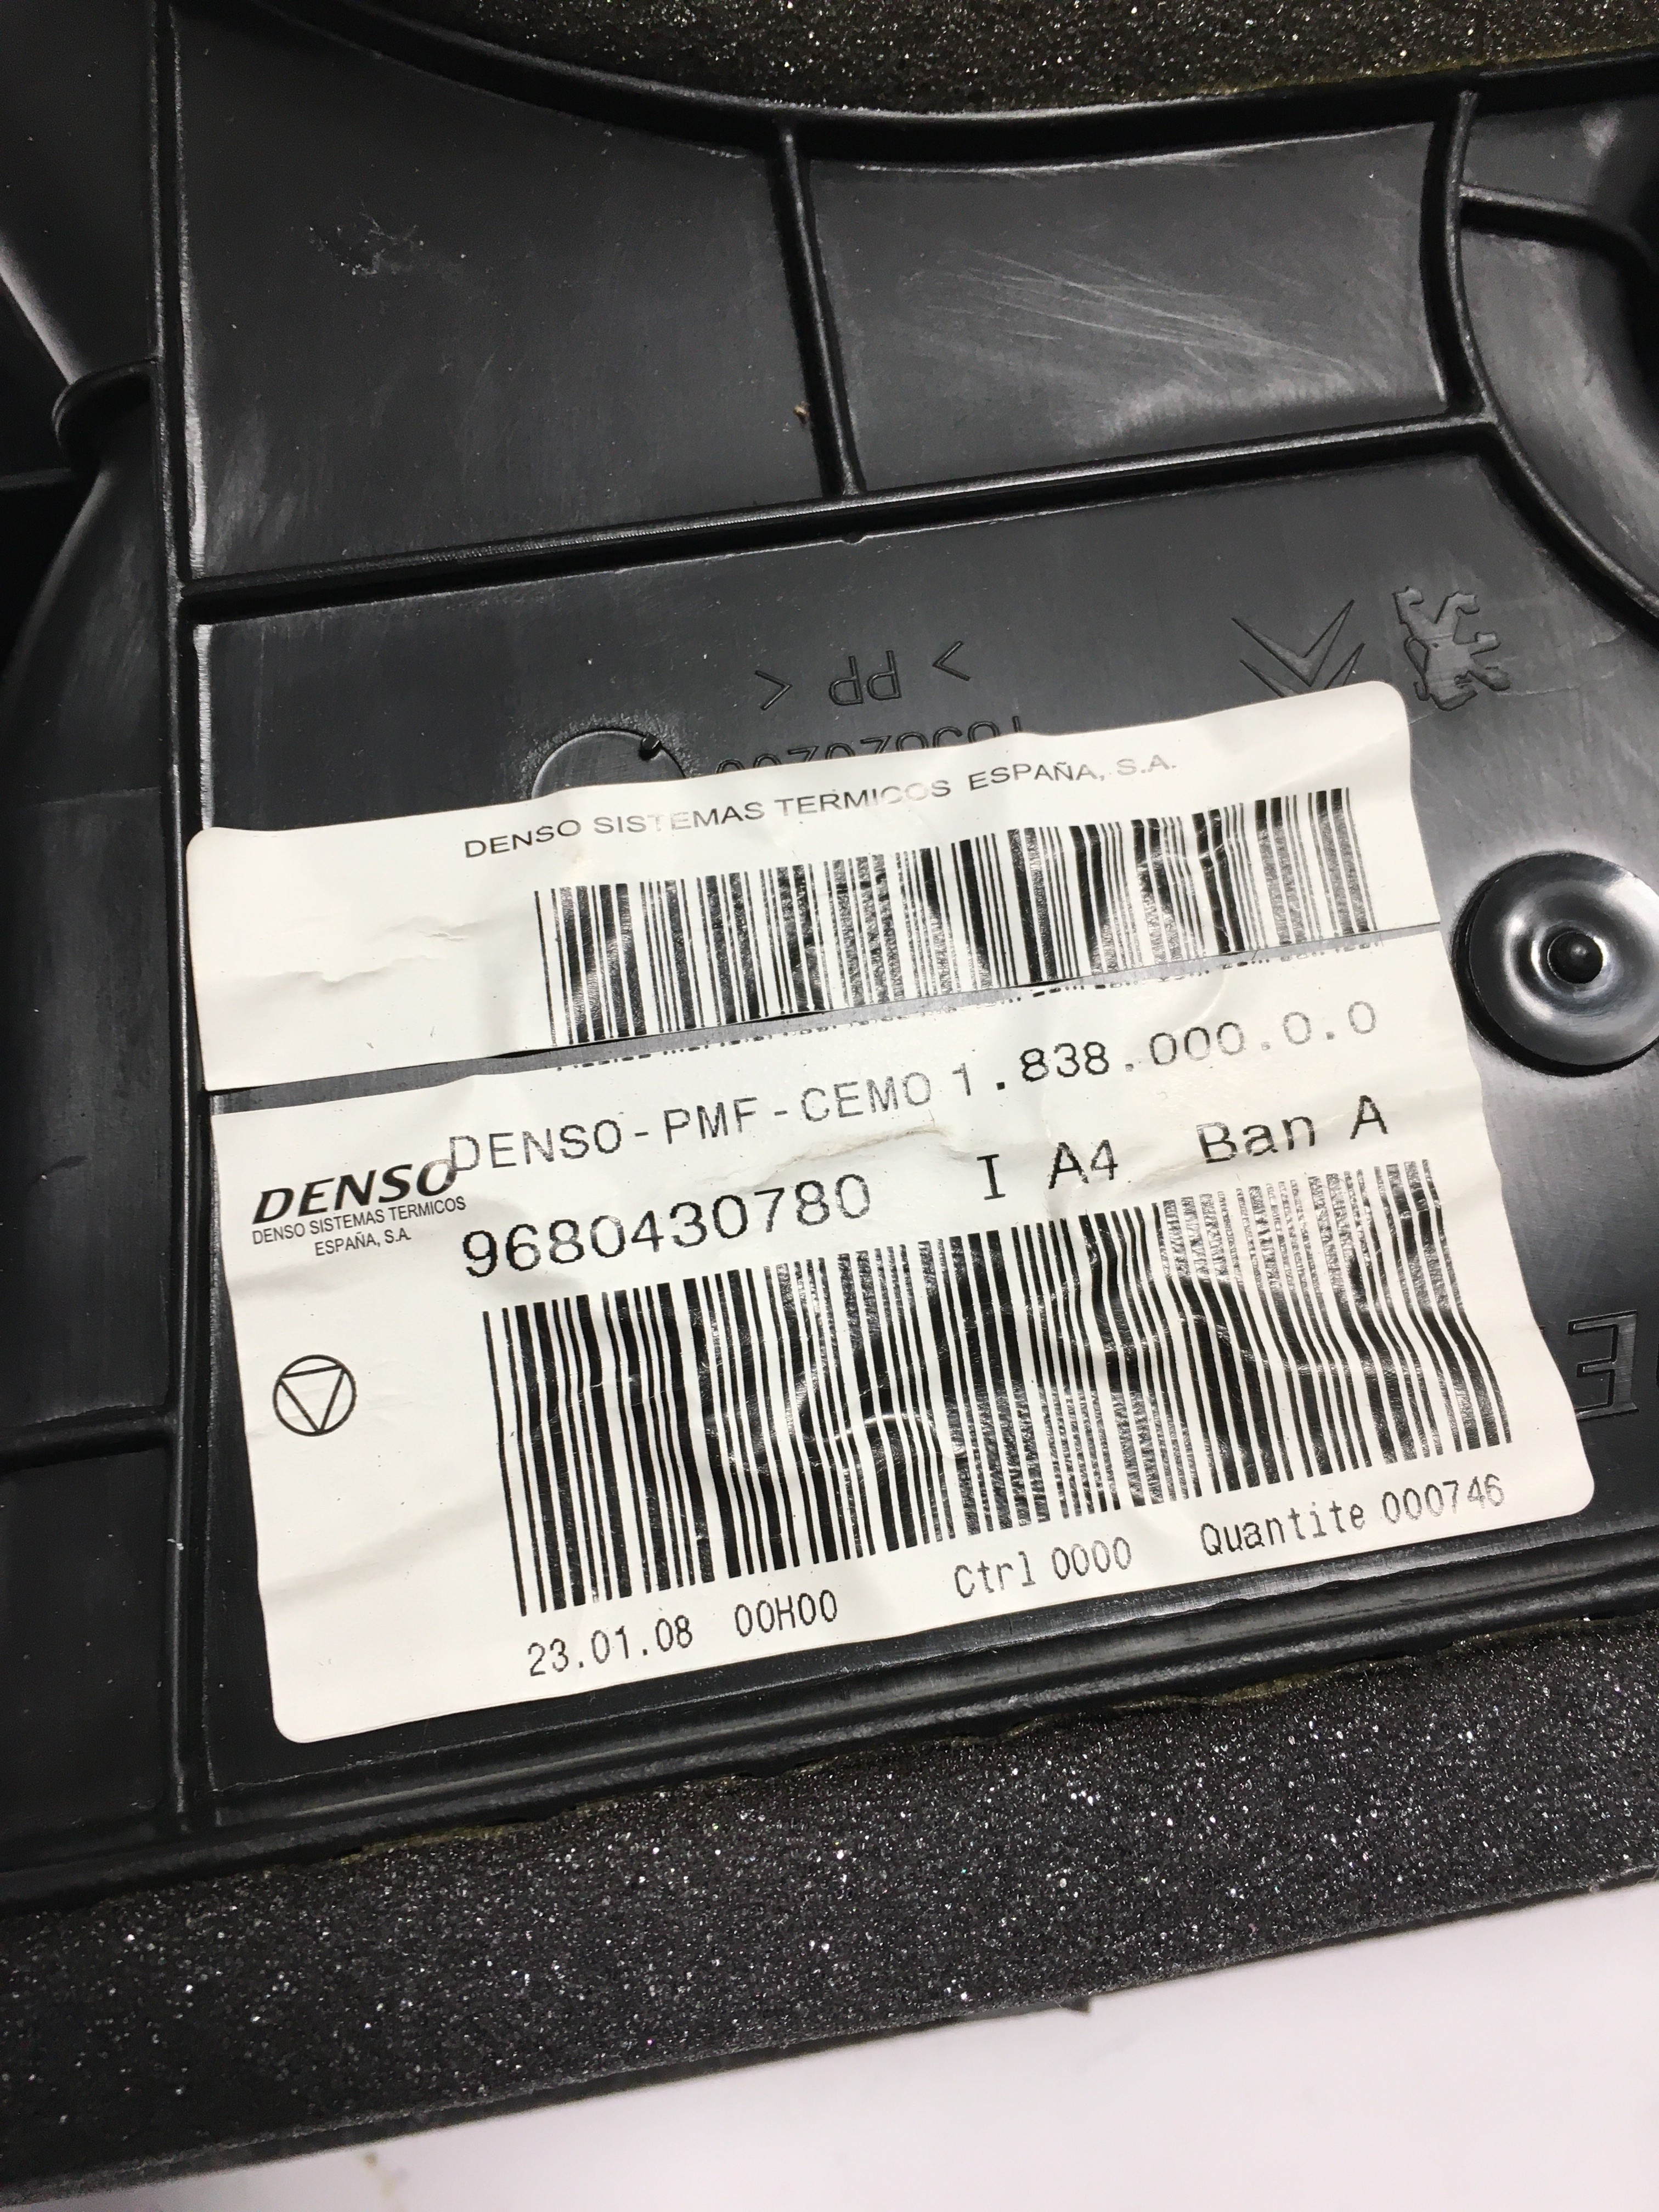 > PP <
DENSO SISTEMAS TERMICOS ESPAÑA, S.A.
DENSO-PMF-CEMO 1.838.000.0.0
DENSO
DENSO SISTEMAS TERMICOS
ESPAÑA, S.A.
9680430780 I A4 Ban A
23.01.08 00H00 Ctrl 0000 Quantite 000746